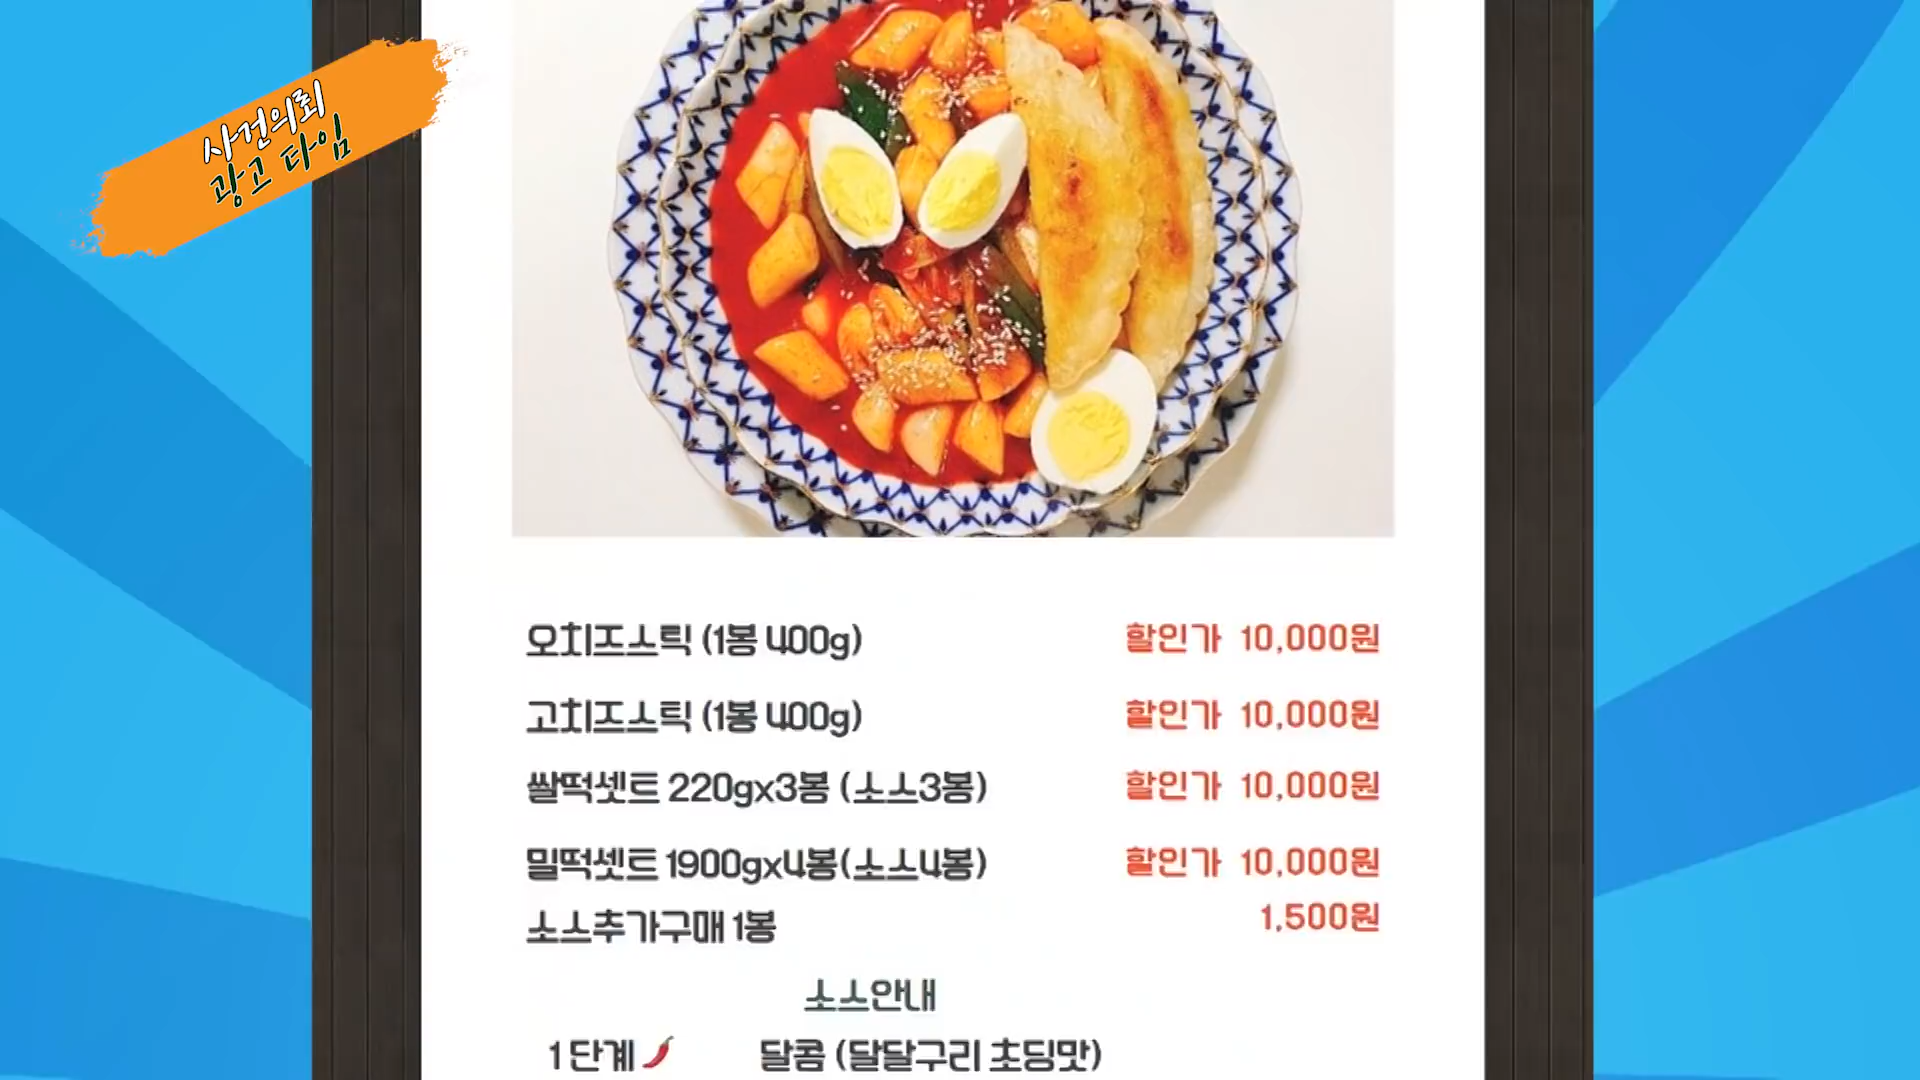 사건의뢰
광고 타임
오치즈스틱 (1봉 400g) 할인가 10,000원
고치즈스틱 (1봉 400g) 할인가 10,000원
쌀떡셋트 220gx3봉 (소스3봉) 할인가 10,000원
밀떡셋트 1900gx4봉(소스4봉) 할인가 10,000원
소스추가구매 1봉 1,500원
소스안내
1단계 달콤 (달달구리 초딩맛)